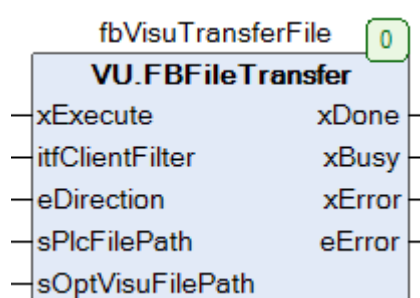 fbVisuTransferFile 0
VU.FBFileTransfer
xExecute xDone
itfClientFilter xBusy
eDirection xError
sPlcFilePath eError
sOptVisuFilePath